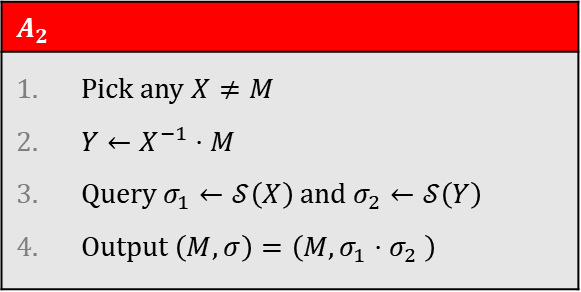 A₂
1. Pick any X ≠ M
2. Y ← X⁻¹ · M
3. Query σ₁ ← 𝒮(X) and σ₂ ← 𝒮(Y)
4. Output (M, σ) = (M, σ₁ · σ₂ )